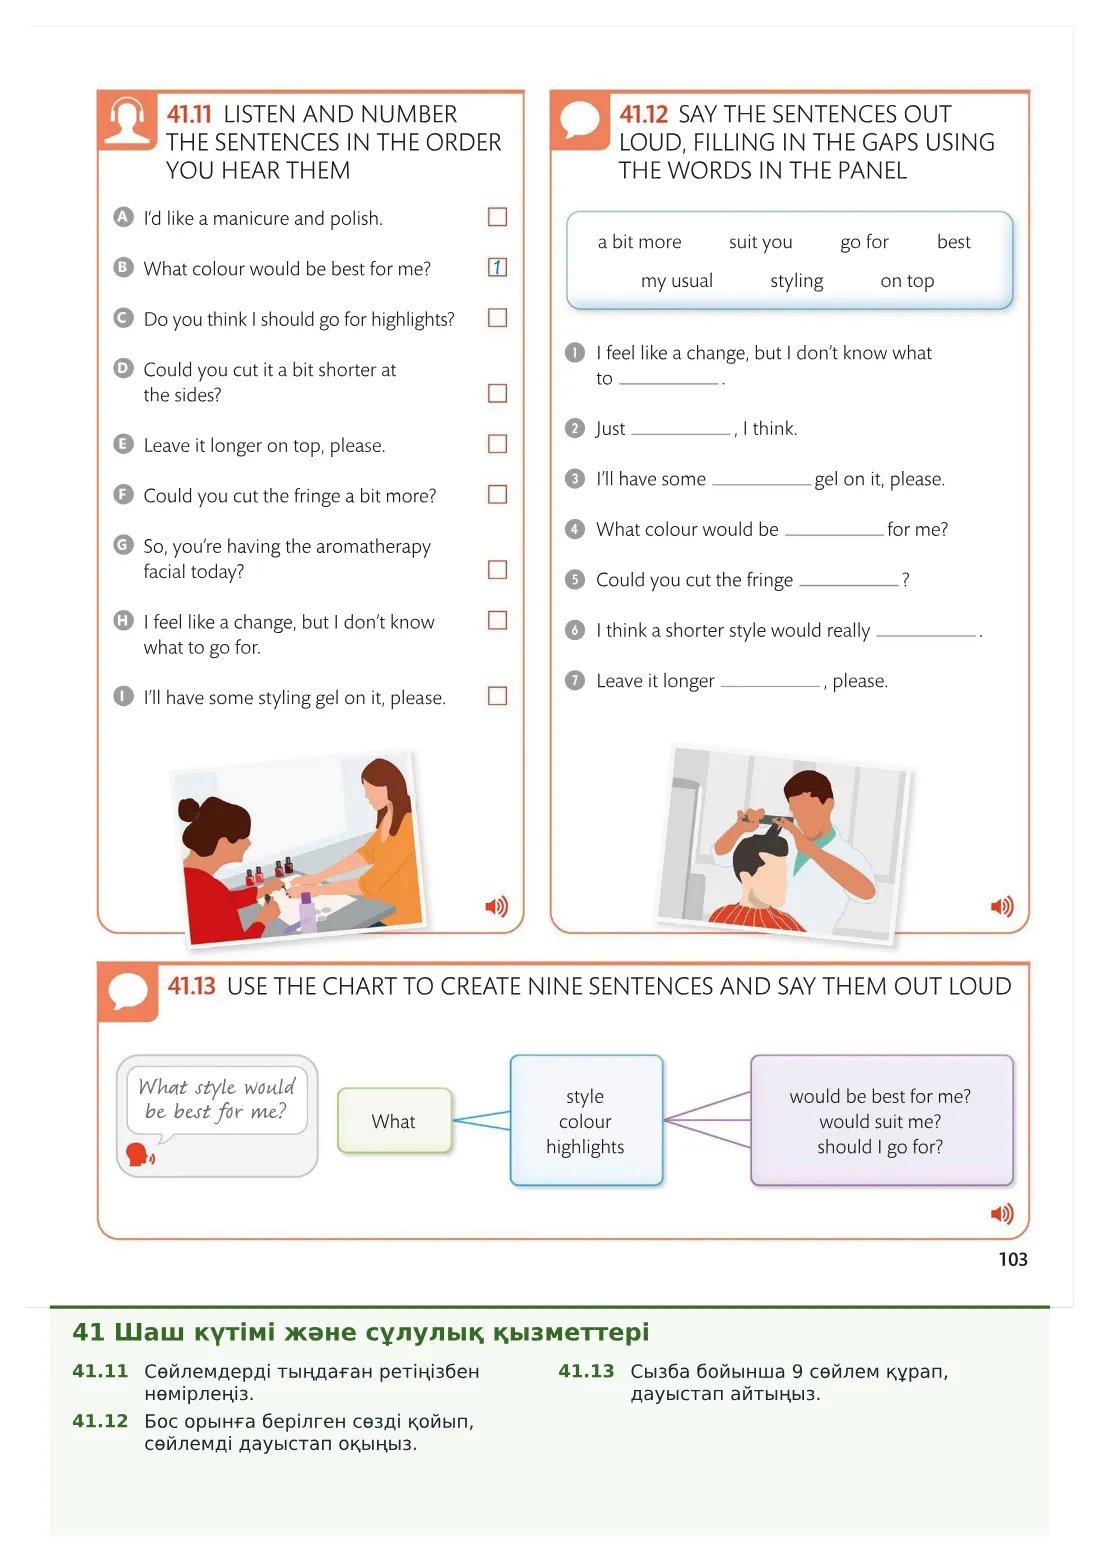 41.11 LISTEN AND NUMBER
THE SENTENCES IN THE ORDER
YOU HEAR THEM
A I'd like a manicure and polish.
B What colour would be best for me? 1
C Do you think I should go for highlights?
D Could you cut it a bit shorter at
the sides?
E Leave it longer on top, please.
F Could you cut the fringe a bit more?
G So, you're having the aromatherapy
facial today?
H I feel like a change, but I don't know
what to go for.
I I'll have some styling gel on it, please.
41.12 SAY THE SENTENCES OUT
LOUD, FILLING IN THE GAPS USING
THE WORDS IN THE PANEL
a bit more suit you go for best
my usual styling on top
1 I feel like a change, but I don't know what
to __________ .
2 Just __________ , I think.
3 I'll have some __________ gel on it, please.
4 What colour would be __________ for me?
5 Could you cut the fringe __________ ?
6 I think a shorter style would really __________ .
7 Leave it longer __________ , please.
41.13 USE THE CHART TO CREATE NINE SENTENCES AND SAY THEM OUT LOUD
What style would
be best for me?
What
style
colour
highlights
would be best for me?
would suit me?
should I go for?
103
41 Шаш күтімі және сұлулық қызметтері
41.11 Сөйлемдерді тыңдаған ретіңізбен
нөмірлеңіз.
41.12 Бос орынға берілген сөзді қойып,
сөйлемді дауыстап оқыңыз.
41.13 Сызба бойынша 9 сөйлем құрап,
дауыстап айтыңыз.